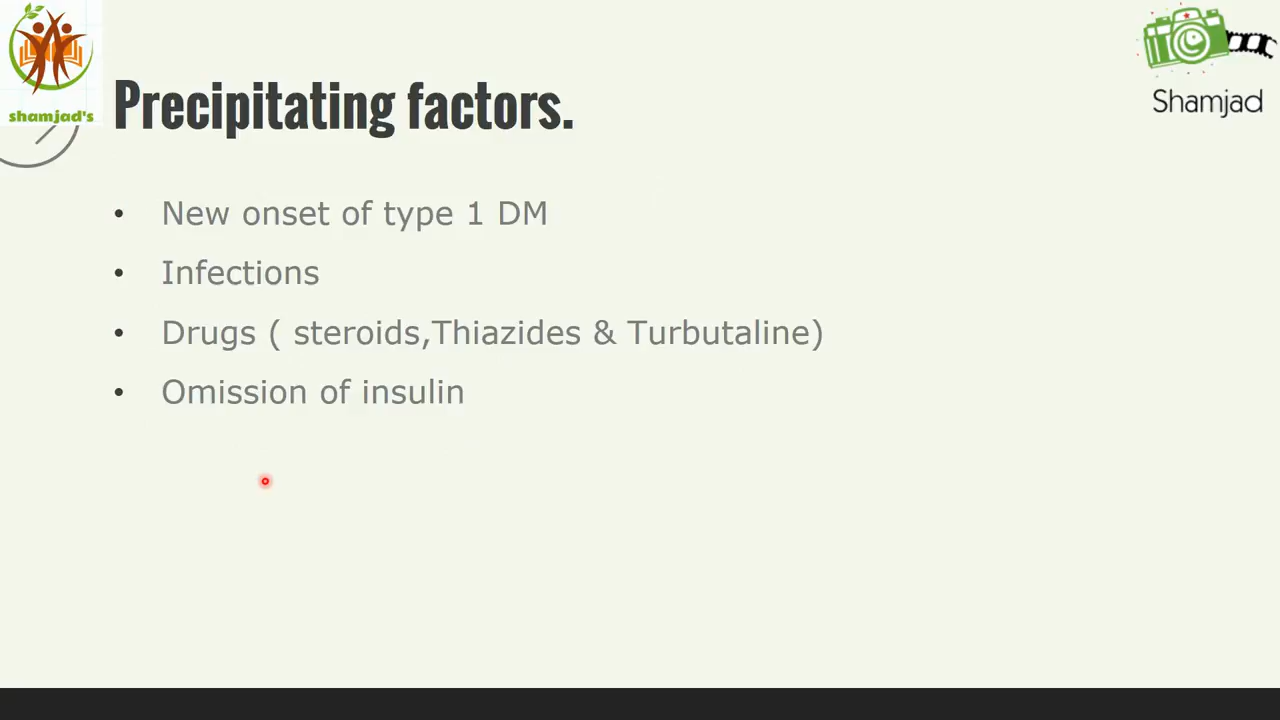 shamjad's
Shamjad
Precipitating factors.
• New onset of type 1 DM
• Infections
• Drugs ( steroids,Thiazides & Turbutaline)
• Omission of insulin